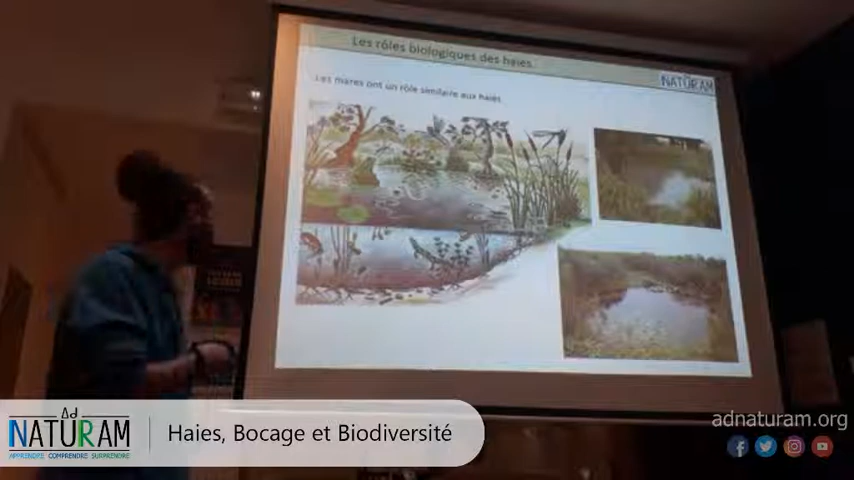 Les rôles biologiques des haies
NATURAM
Les mares ont un rôle similaire aux haies
Ad
NATURAM
APPRENDRE COMPRENDRE SURPRENDRE
Haies, Bocage et Biodiversité
adnaturam.org